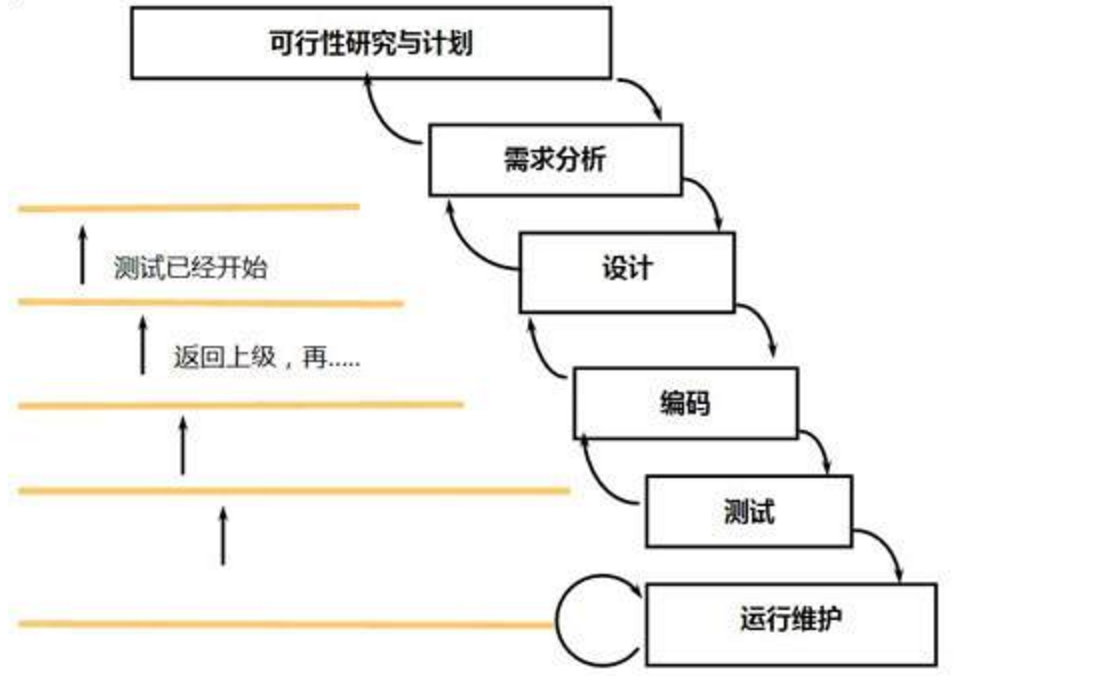 可行性研究与计划
需求分析
测试已经开始
设计
返回上级，再.....
编码
测试
运行维护